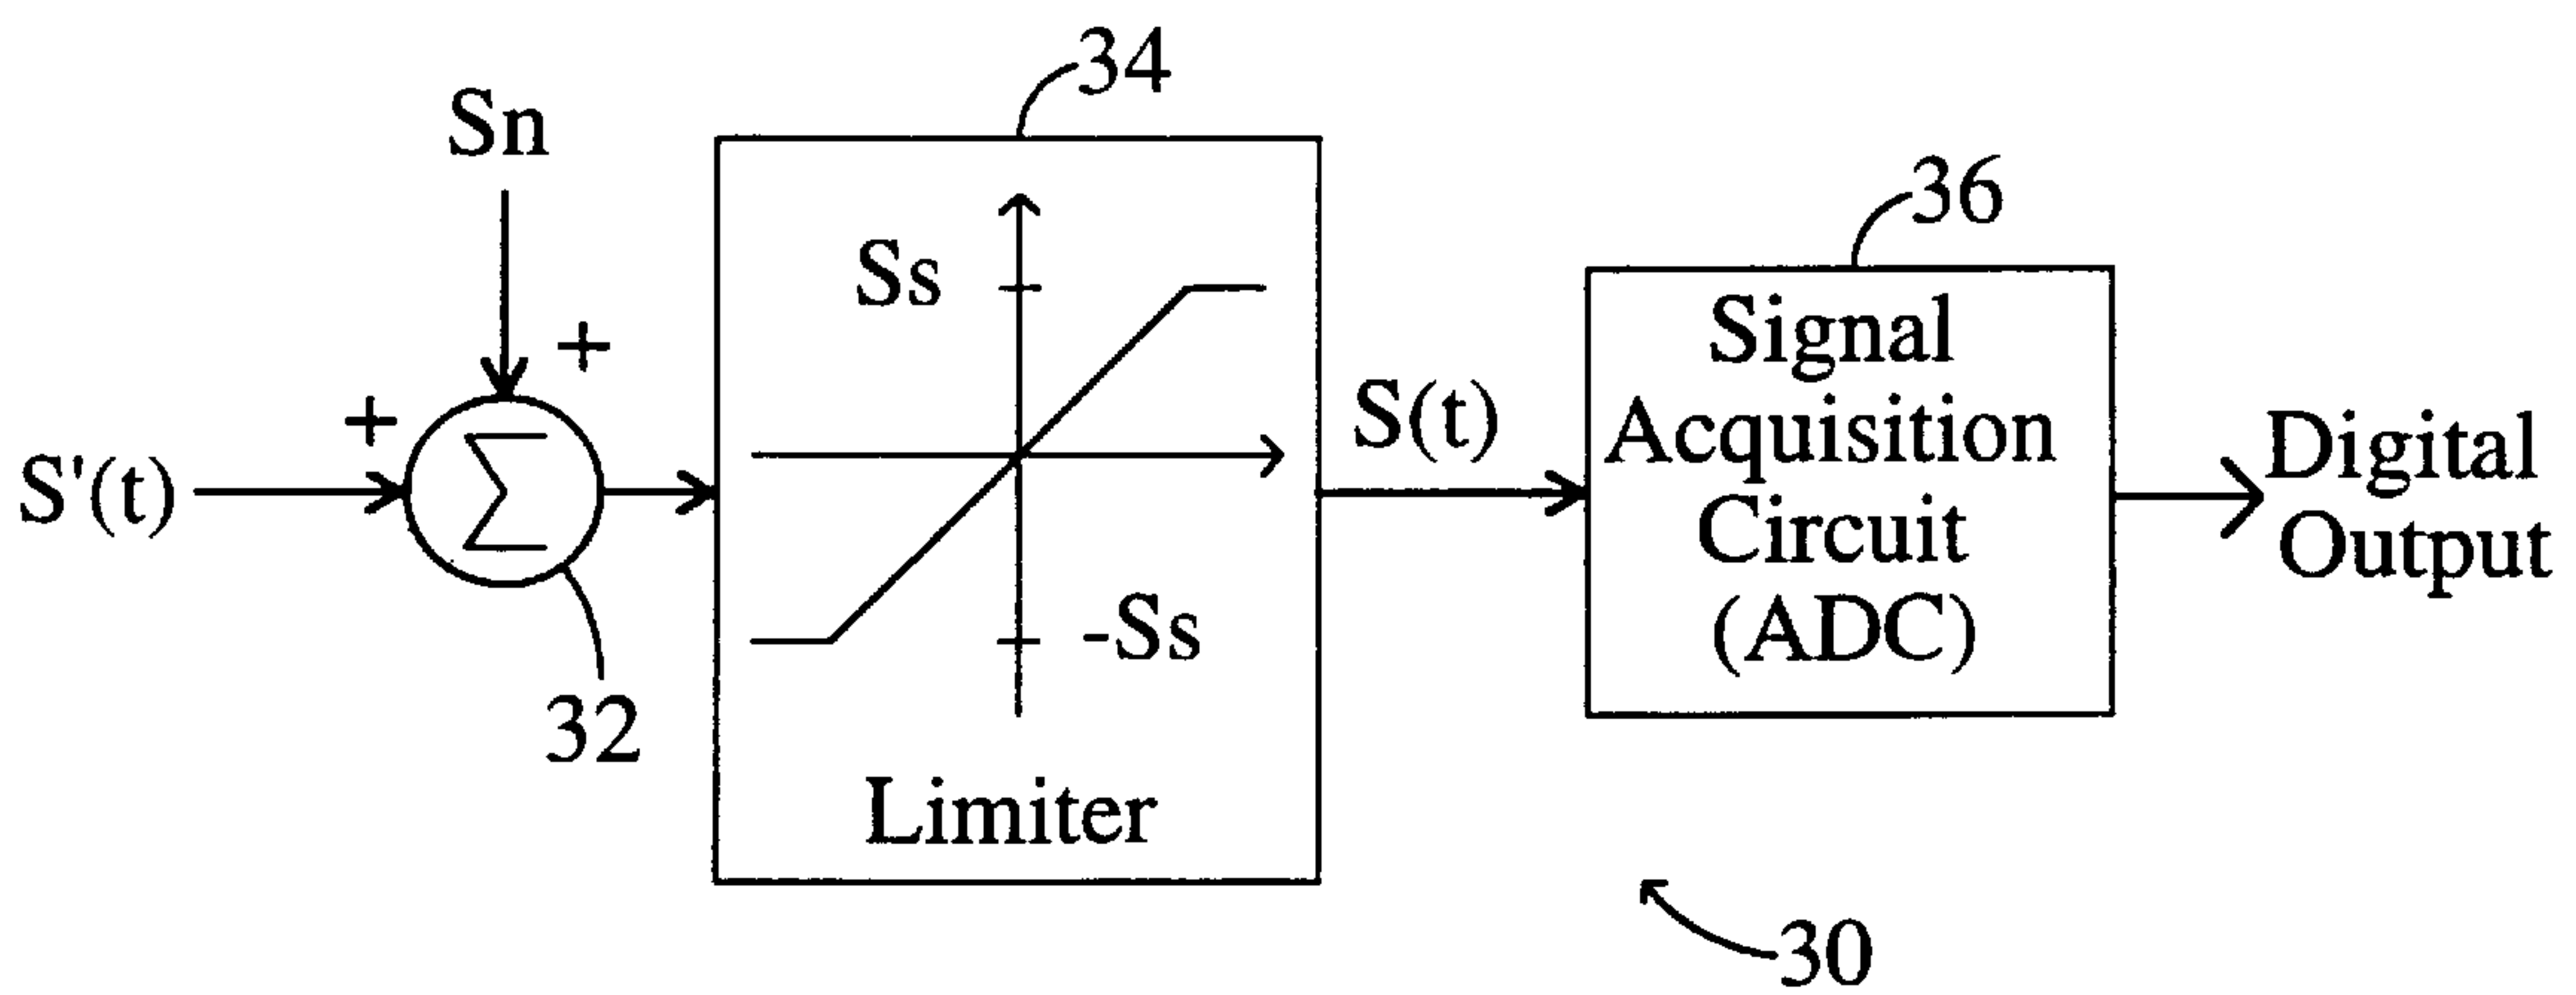 34
Sn
36
Ss
Signal
+
S(t)
Acquisition
+
Digital
S'(t)
Σ
Circuit
Output
-Ss
(ADC)
32
Limiter
30